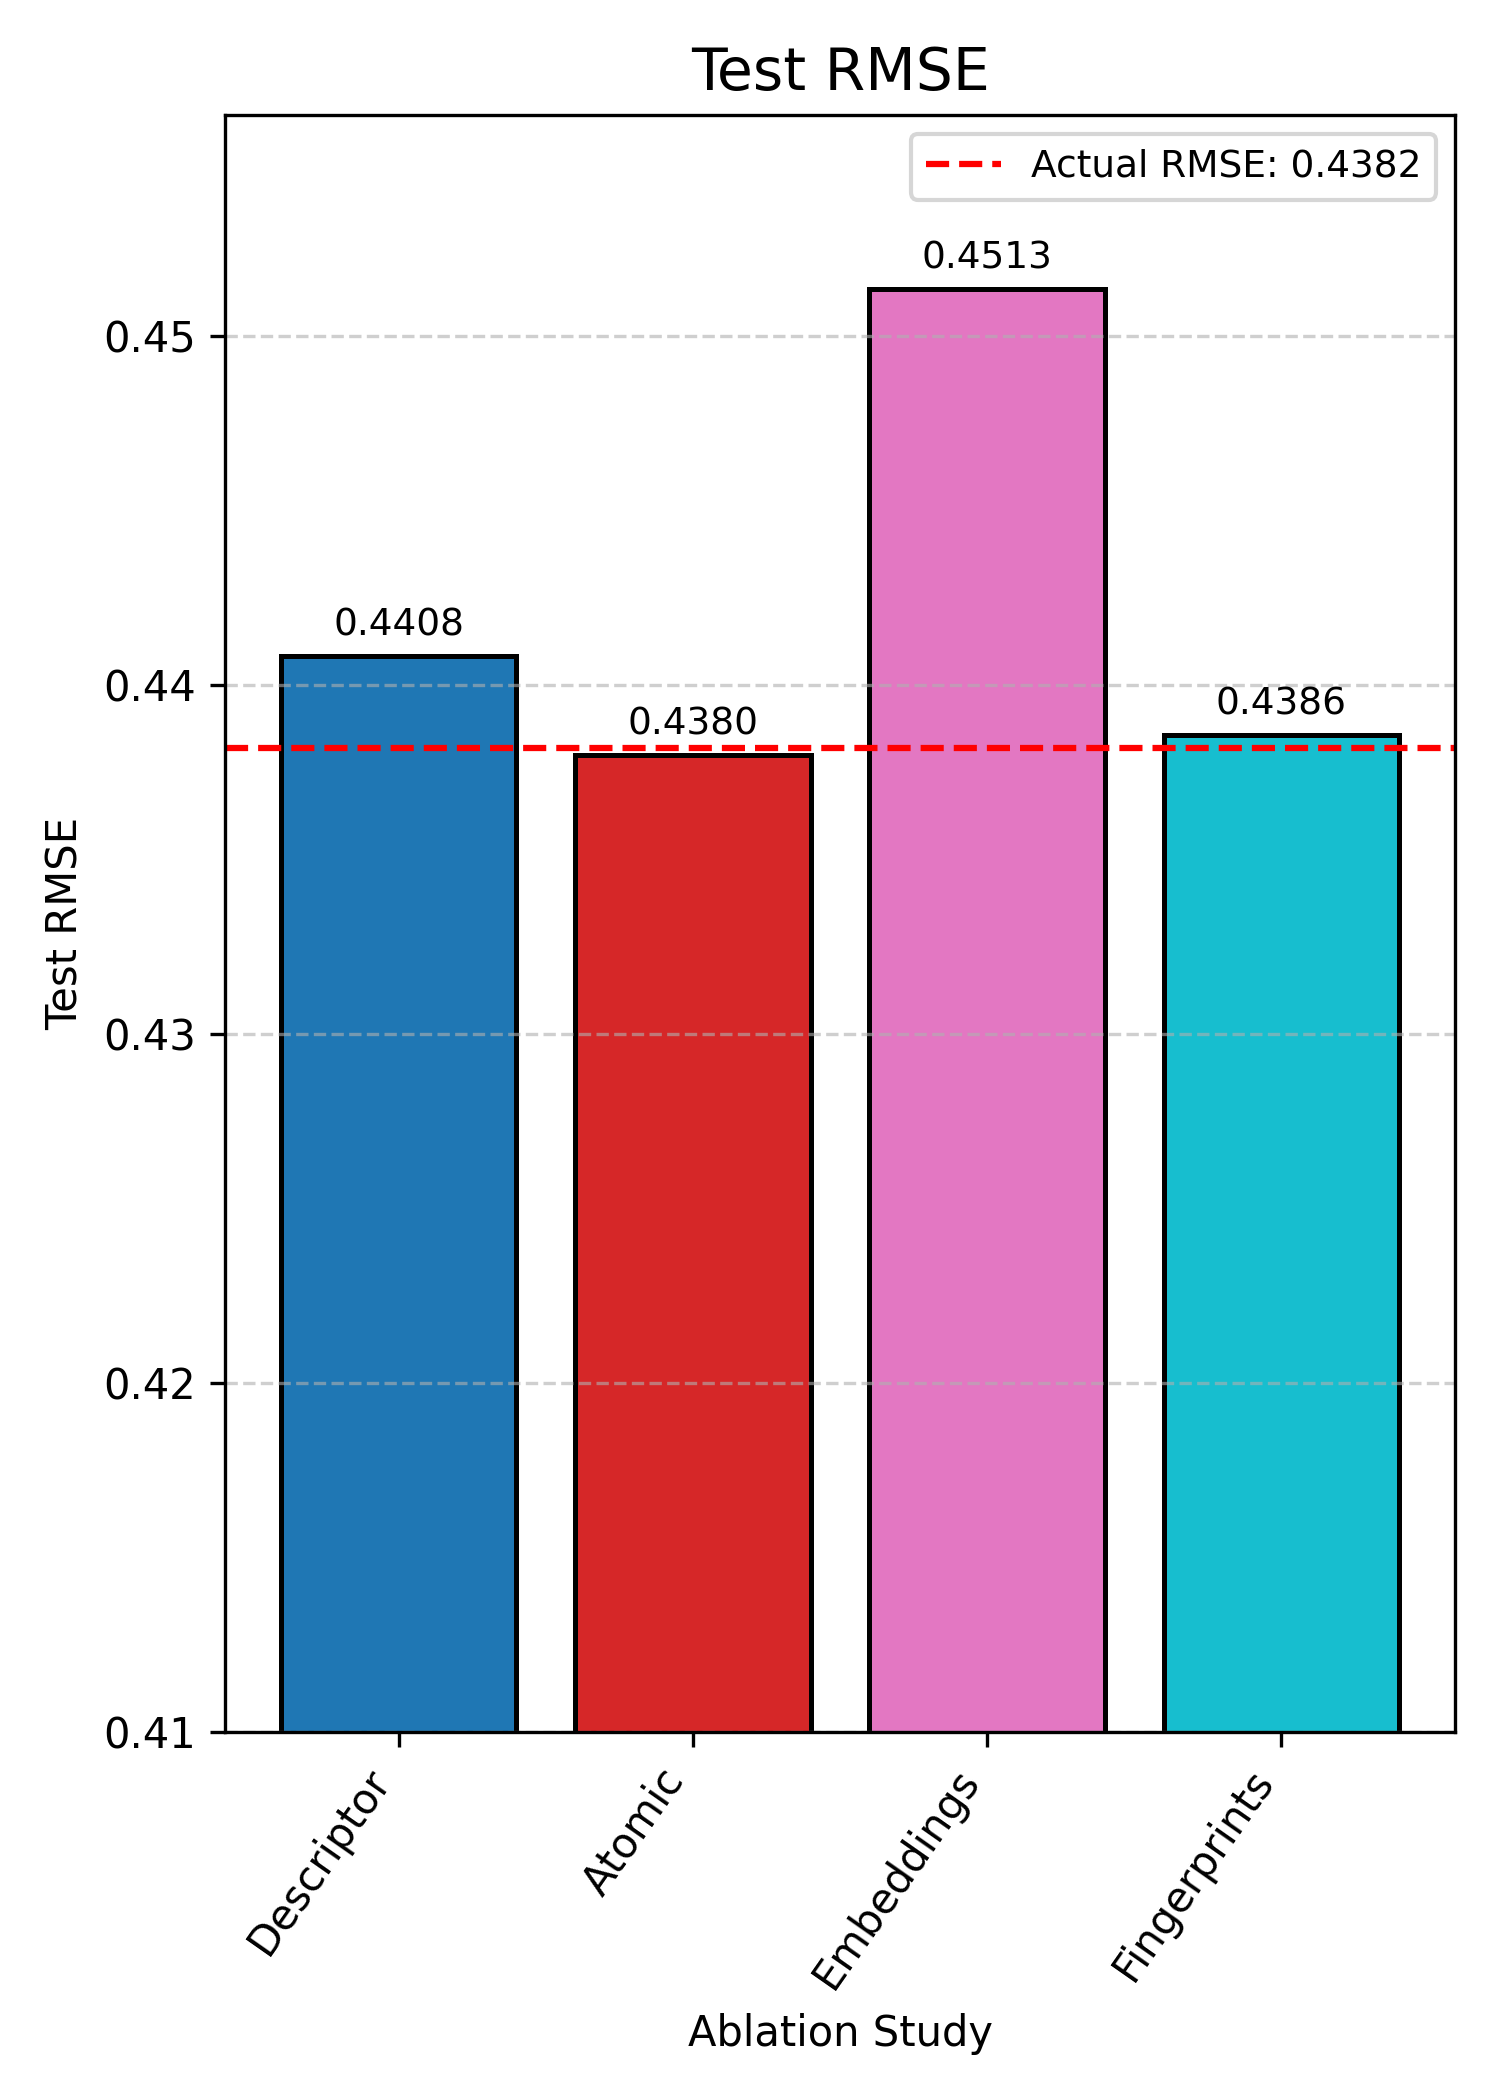 Test RMSE
Actual RMSE: 0.4382
0.4513
0.4408
0.4380
0.4386
0.45
0.44
0.43
0.42
0.41
Test RMSE
Descriptor
Atomic
Embeddings
Fingerprints
Ablation Study